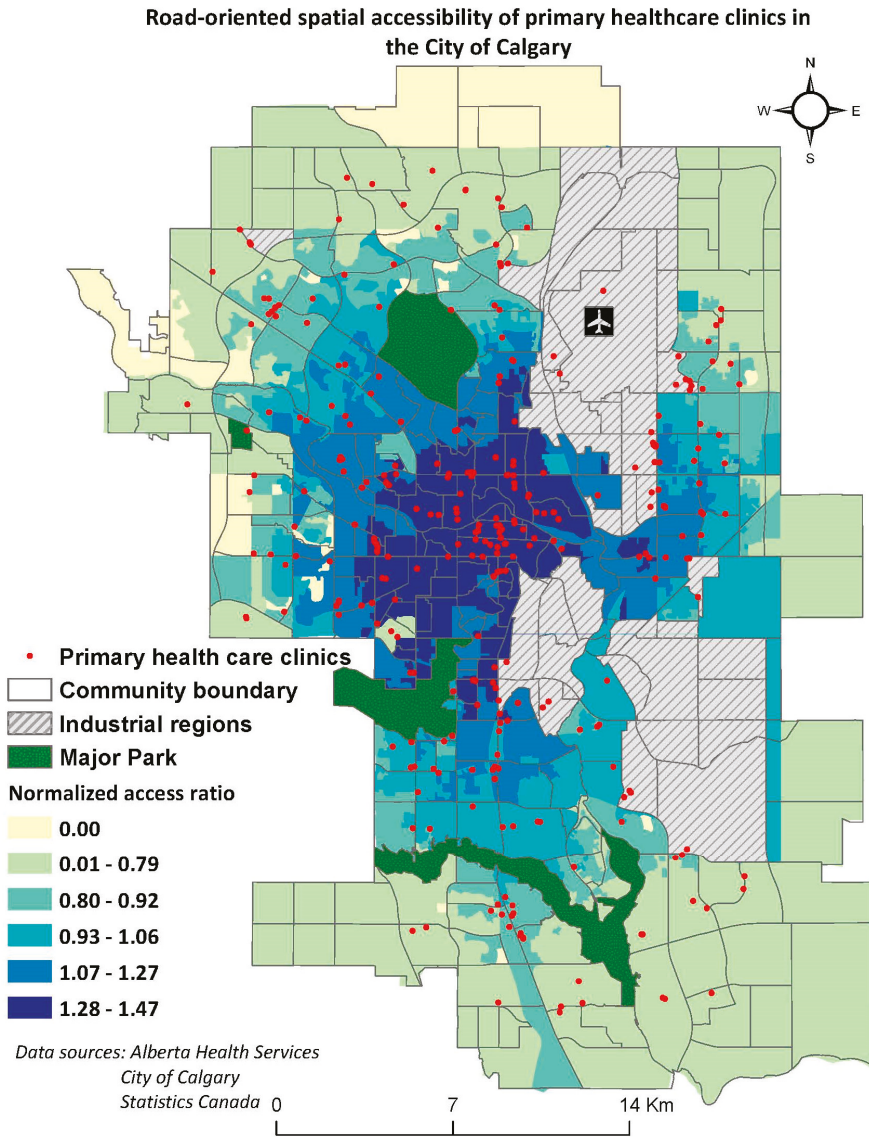 Road-oriented spatial accessibility of primary healthcare clinics in
the City of Calgary
N
W E
S
Primary health care clinics
Community boundary
Industrial regions
Major Park
Normalized access ratio
0.00
0.01 - 0.79
0.80 - 0.92
0.93 - 1.06
1.07 - 1.27
1.28 - 1.47
Data sources: Alberta Health Services
City of Calgary
Statistics Canada
0 7 14 Km